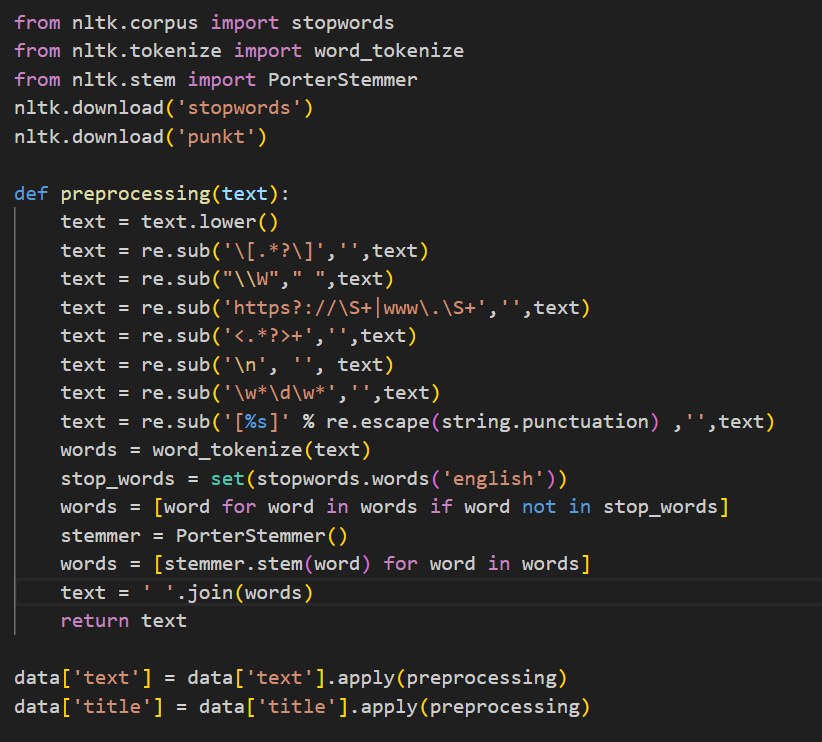 from nltk.corpus import stopwords
from nltk.tokenize import word_tokenize
from nltk.stem import PorterStemmer
nltk.download('stopwords')
nltk.download('punkt')

def preprocessing(text):
    text = text.lower()
    text = re.sub('\[.*?\]','',text)
    text = re.sub("\\W"," ",text)
    text = re.sub('https?://\S+|www\.\S+','',text)
    text = re.sub('<.*?>+','',text)
    text = re.sub('\n', '', text)
    text = re.sub('\w*\d\w*','',text)
    text = re.sub('[%s]' % re.escape(string.punctuation) ,'',text)
    words = word_tokenize(text)
    stop_words = set(stopwords.words('english'))
    words = [word for word in words if word not in stop_words]
    stemmer = PorterStemmer()
    words = [stemmer.stem(word) for word in words]
    text = ' '.join(words)
    return text

data['text'] = data['text'].apply(preprocessing)
data['title'] = data['title'].apply(preprocessing)